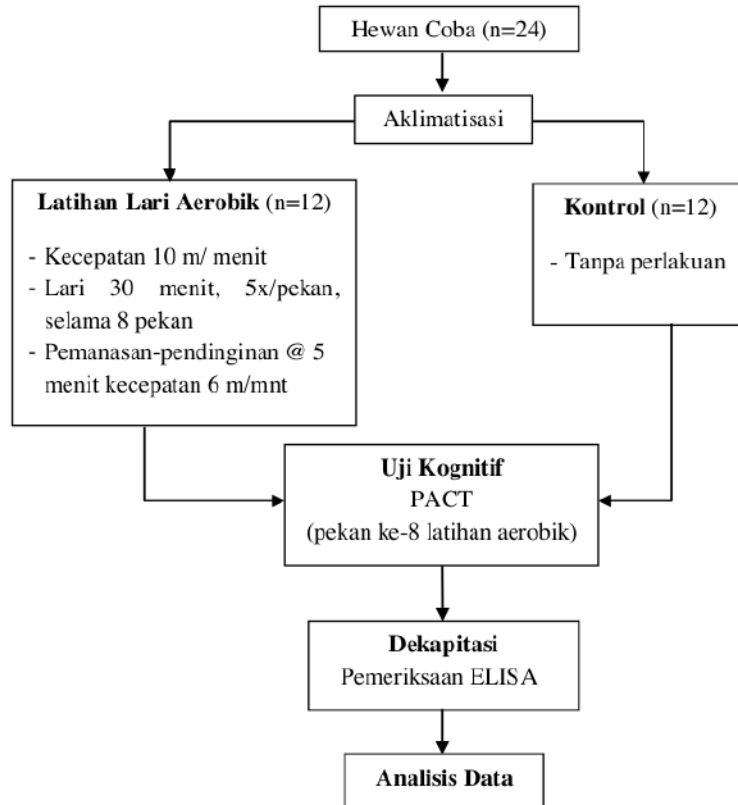 Hewan Coba (n=24)
Aklimatisasi
Latihan Lari Aerobik (n=12)
- Kecepatan 10 m/ menit
- Lari 30 menit, 5x/pekan,
selama 8 pekan
- Pemanasan-pendinginan @ 5
menit kecepatan 6 m/mnt
Kontrol (n=12)
- Tanpa perlakuan
Uji Kognitif
PACT
(pekan ke-8 latihan aerobik)
Dekapitasi
Pemeriksaan ELISA
Analisis Data